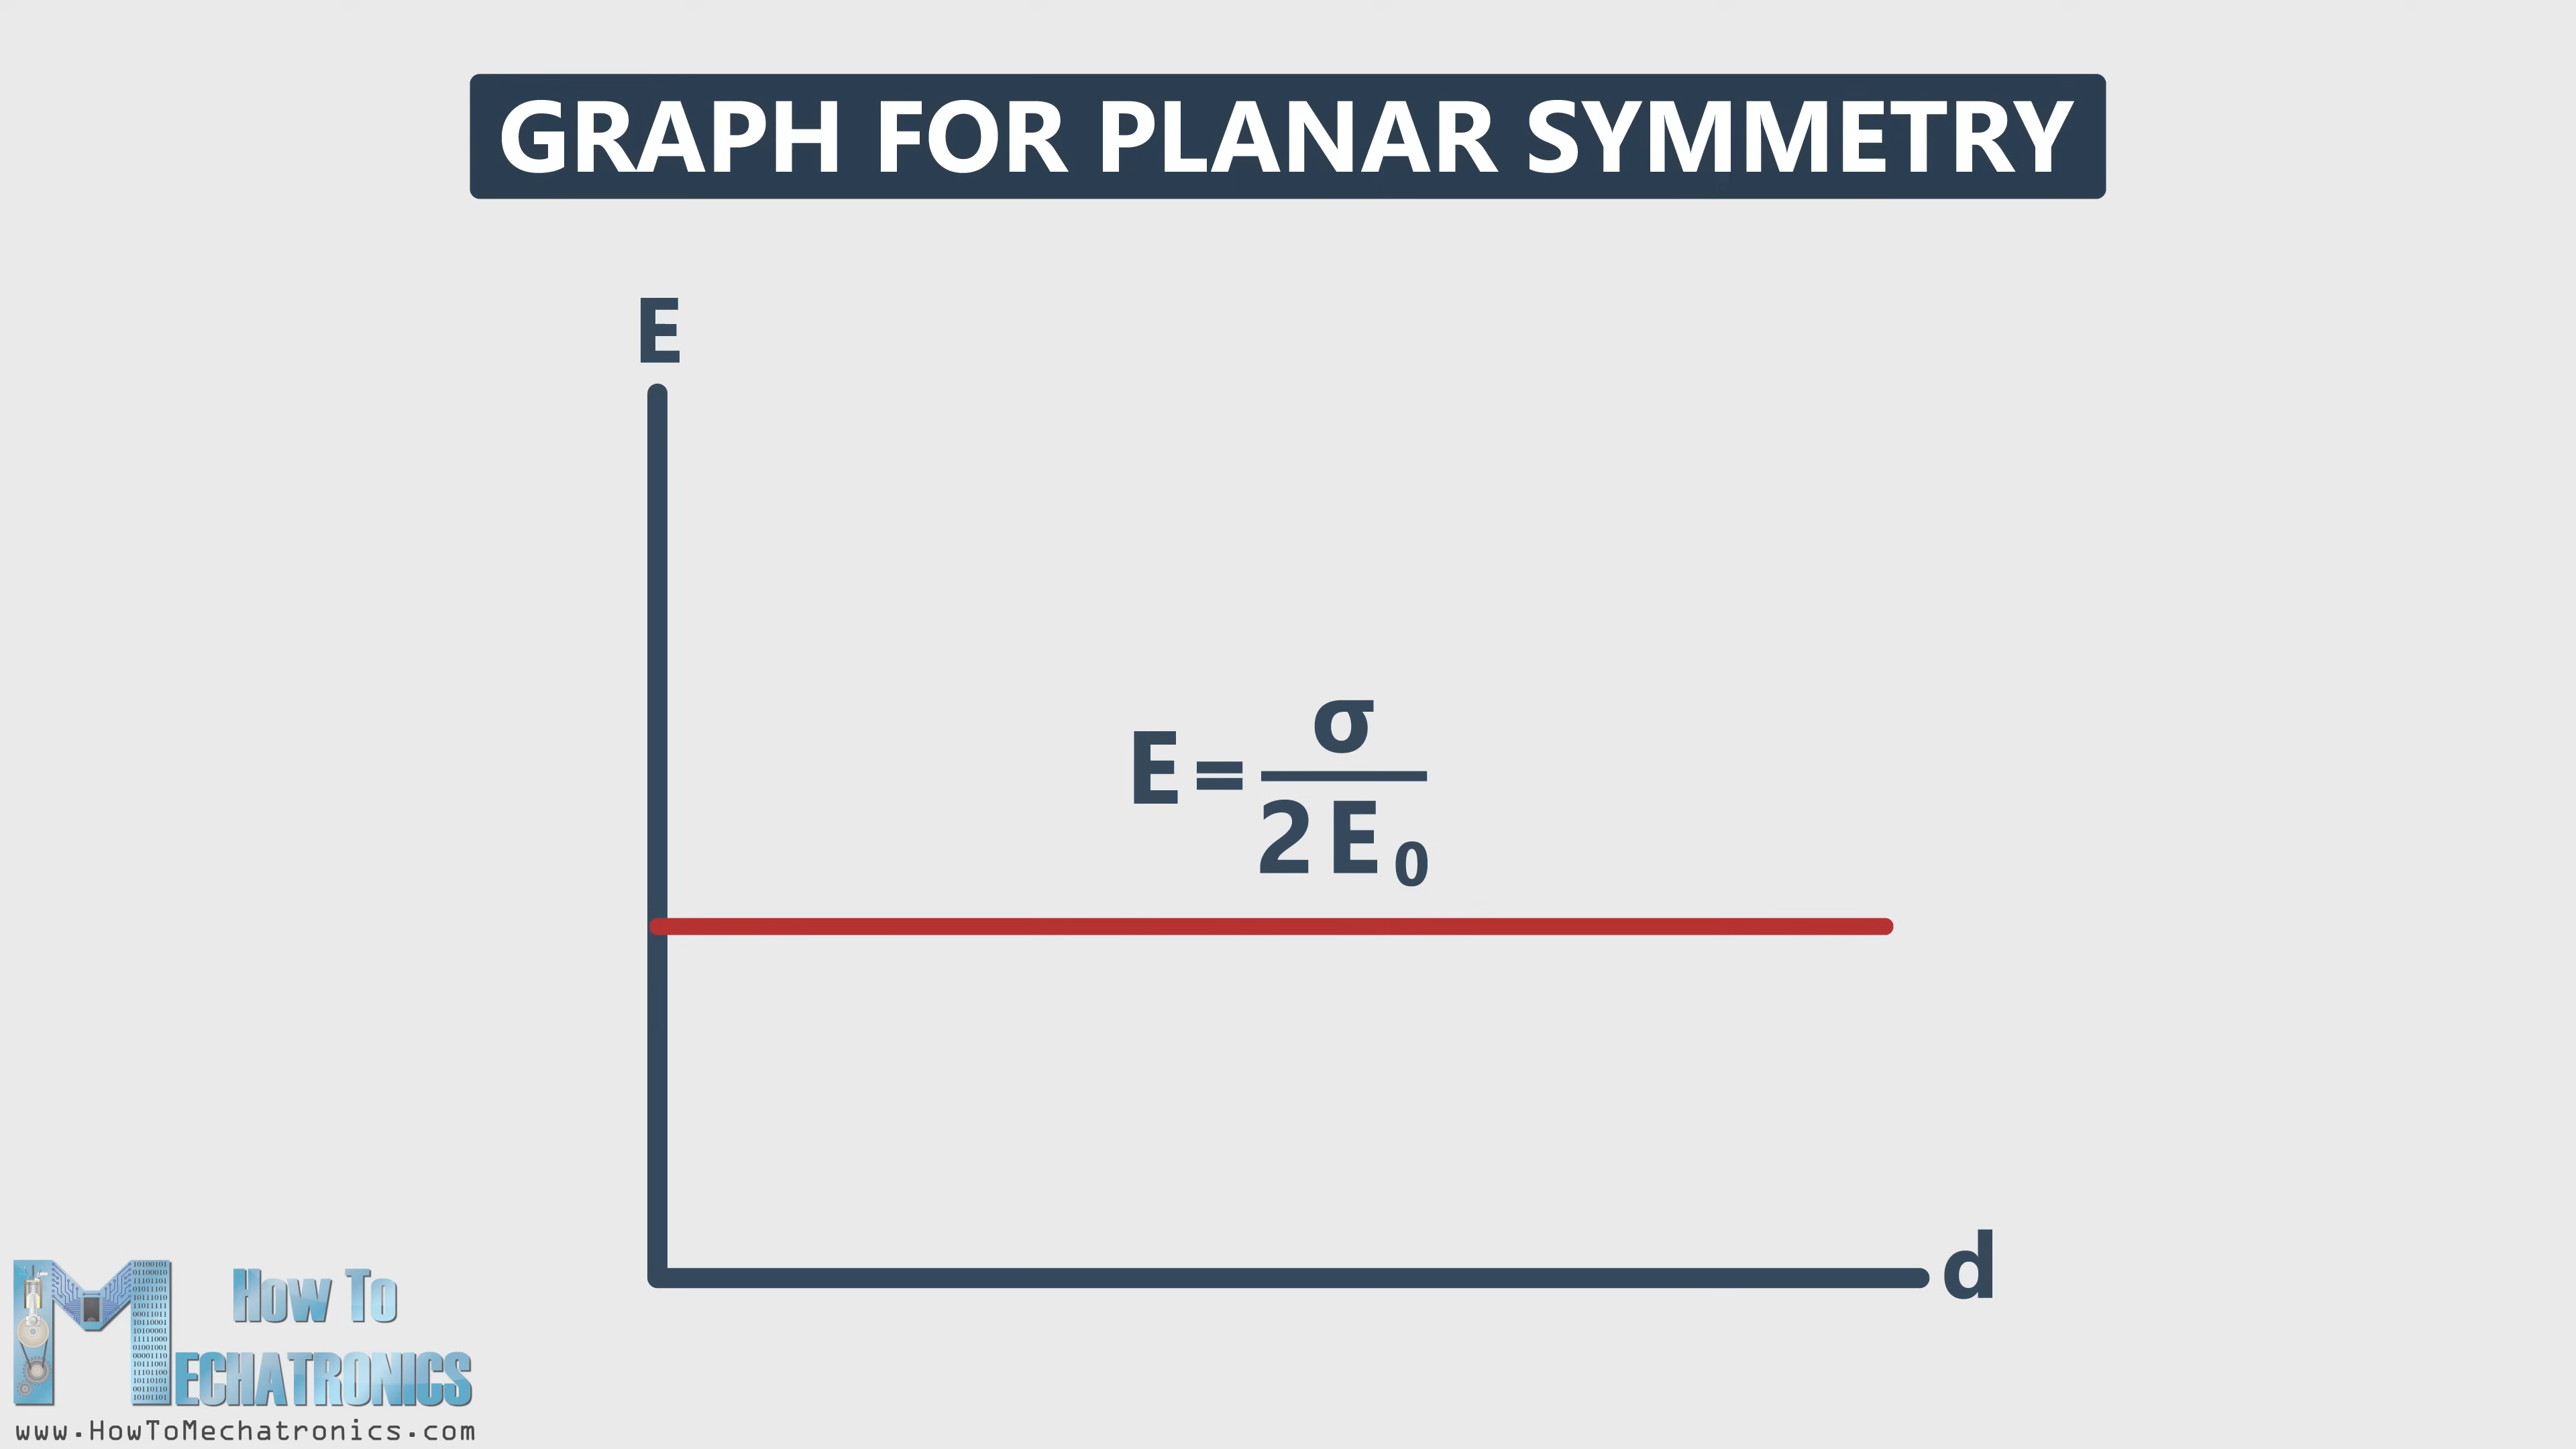 GRAPH FOR PLANAR SYMMETRY
E
E = σ
2 E 0
d
How To
MECHATRONICS
www.HowToMechatronics.com